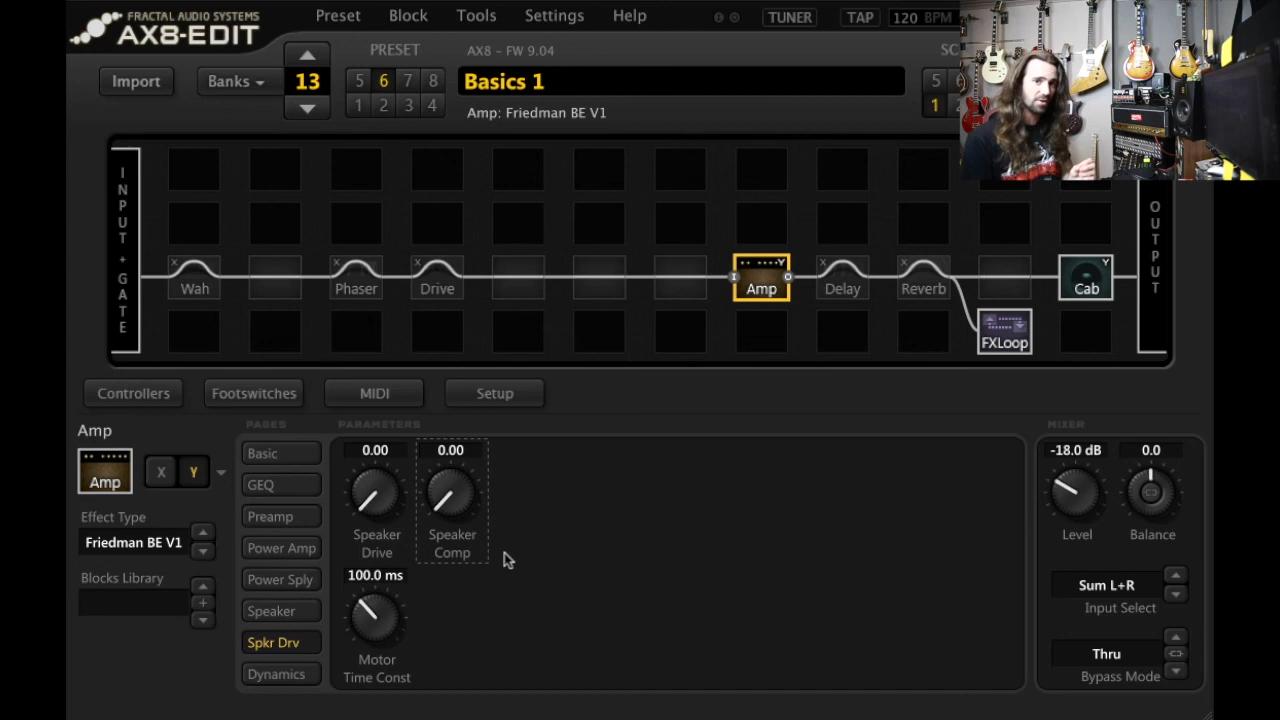 FRACTAL AUDIO SYSTEMS
AX8-EDIT
Preset Block Tools Settings Help
TUNER TAP 120 BPM
Import Banks 13
PRESET
5 6 7 8
1 2 3 4
AX8 - FW 9.04
Basics 1
Amp: Friedman BE V1
SC
5
1
INPUT + GATE
Wah Phaser Drive Amp Delay Reverb Cab
X X X Y X X Y
I O
FXLoop
OUTPUT
Controllers Footswitches MIDI Setup
Amp
Amp X Y
Effect Type
Friedman BE V1
Blocks Library
PAGES
Basic
GEQ
Preamp
Power Amp
Power Sply
Speaker
Spkr Drv
Dynamics
PARAMETERS
0.00 0.00
Speaker Drive
Speaker Comp
100.0 ms
Motor
Time Const
MIXER
-18.0 dB 0.0
Level Balance
Sum L+R
Input Select
Thru
Bypass Mode